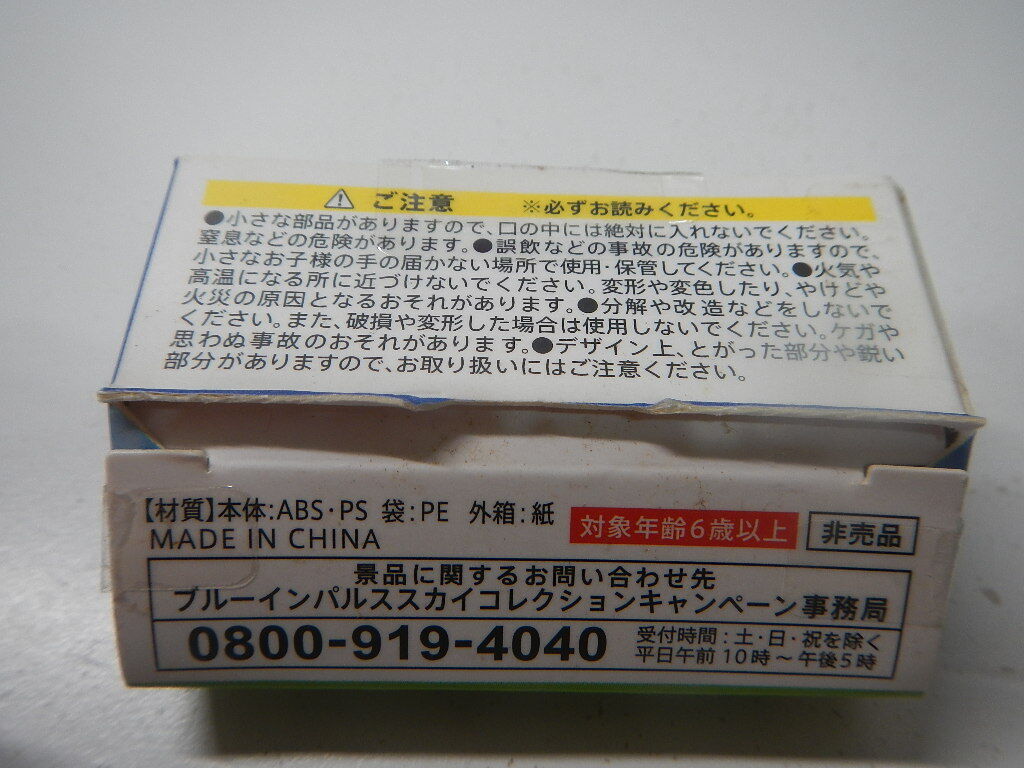 ⚠ ご注意 ※必ずお読みください。
●小さな部品がありますので、口の中には絶対に入れないでください。
窒息などの危険があります。●誤飲などの事故の危険がありますので、
小さなお子様の手の届かない場所で使用・保管してください。●火気や
高温になる所に近づけないでください。変形や変色したり、やけどや
火災の原因となるおそれがあります。●分解や改造などをしないで
ください。また、破損や変形した場合は使用しないでください。ケガや
思わぬ事故のおそれがあります。●デザイン上、とがった部分や鋭い
部分がありますので、お取り扱いにはご注意ください。
【材質】本体:ABS・PS 袋:PE 外箱:紙 対象年齢6歳以上 非売品
MADE IN CHINA
景品に関するお問い合わせ先
ブルーインパルススカイコレクションキャンペーン事務局
0800-919-4040
受付時間:土・日・祝を除く
平日午前10時～午後5時